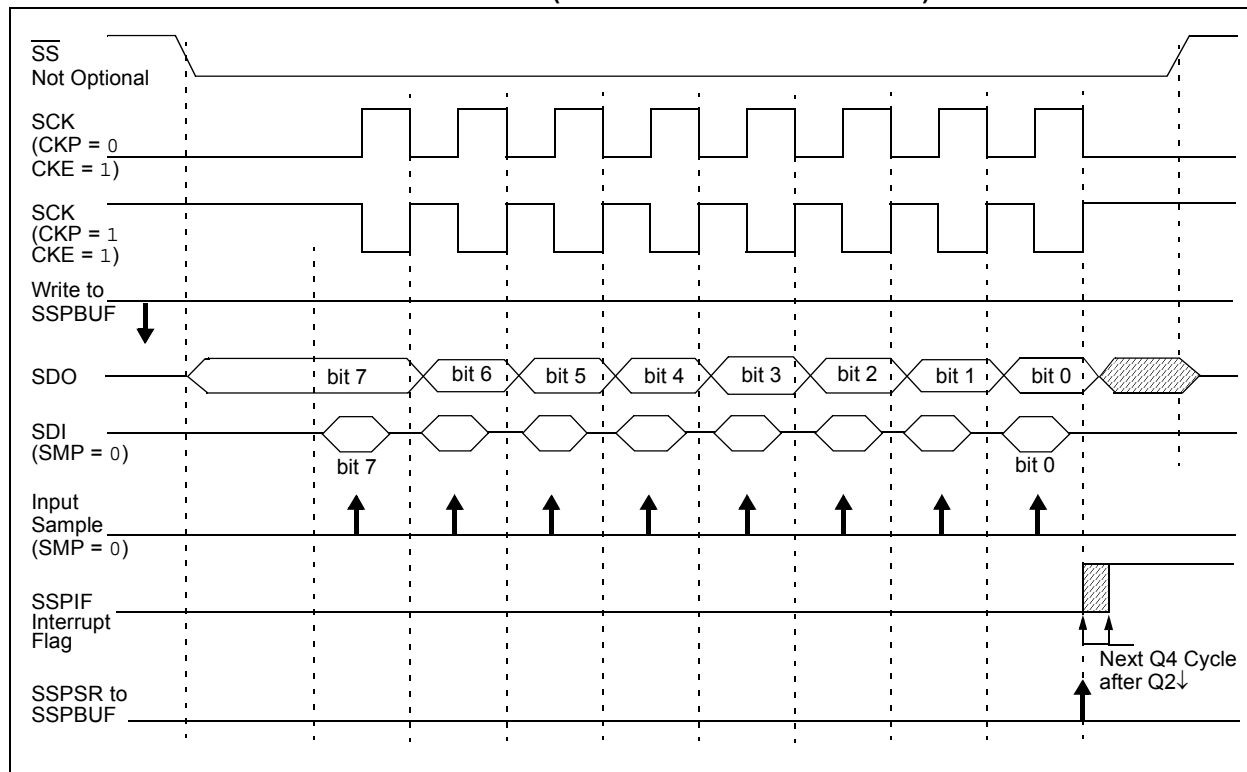 SS
Not Optional
SCK
(CKP = 0
CKE = 1)
SCK
(CKP = 1
CKE = 1)
Write to
SSPBUF
SDO
bit 7 bit 6 bit 5 bit 4 bit 3 bit 2 bit 1 bit 0
SDI
(SMP = 0)
bit 7 bit 0
Input
Sample
(SMP = 0)
SSPIF
Interrupt
Flag
Next Q4 Cycle
after Q2↓
SSPSR to
SSPBUF